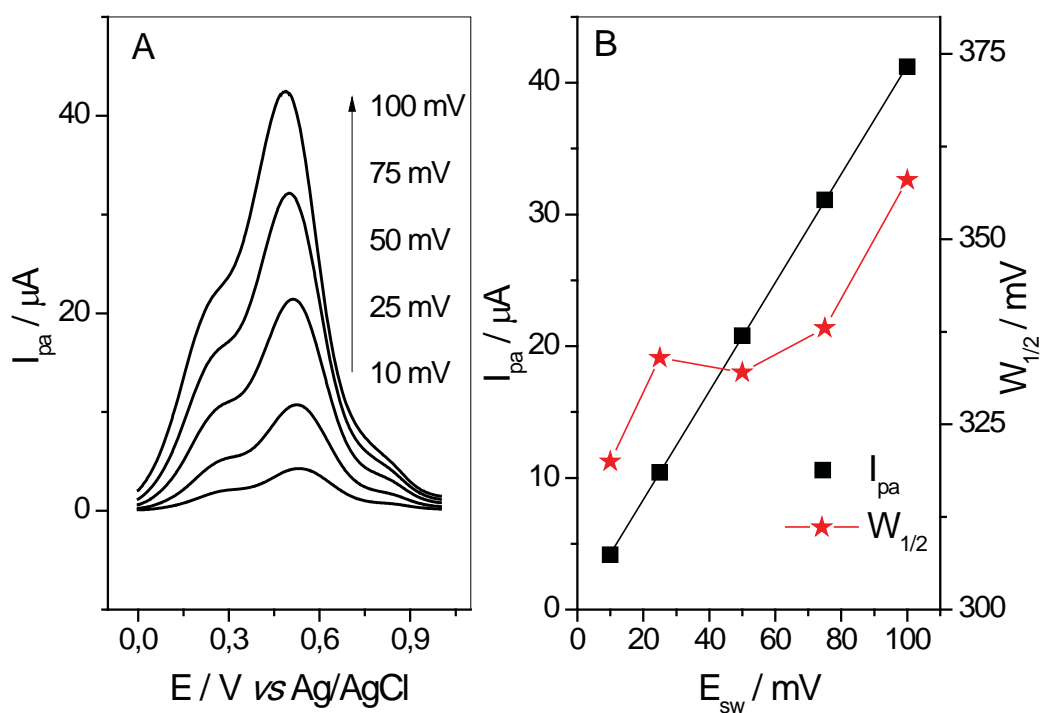 A
100 mV
75 mV
50 mV
25 mV
10 mV
40
20
0
I_pa / μA
0,0 0,3 0,6 0,9
E / V vs Ag/AgCl
B
40
30
20
10
0
I_pa / μA
375
350
325
300
W_1/2 / mV
I_pa
W_1/2
0 20 40 60 80 100
E_sw / mV